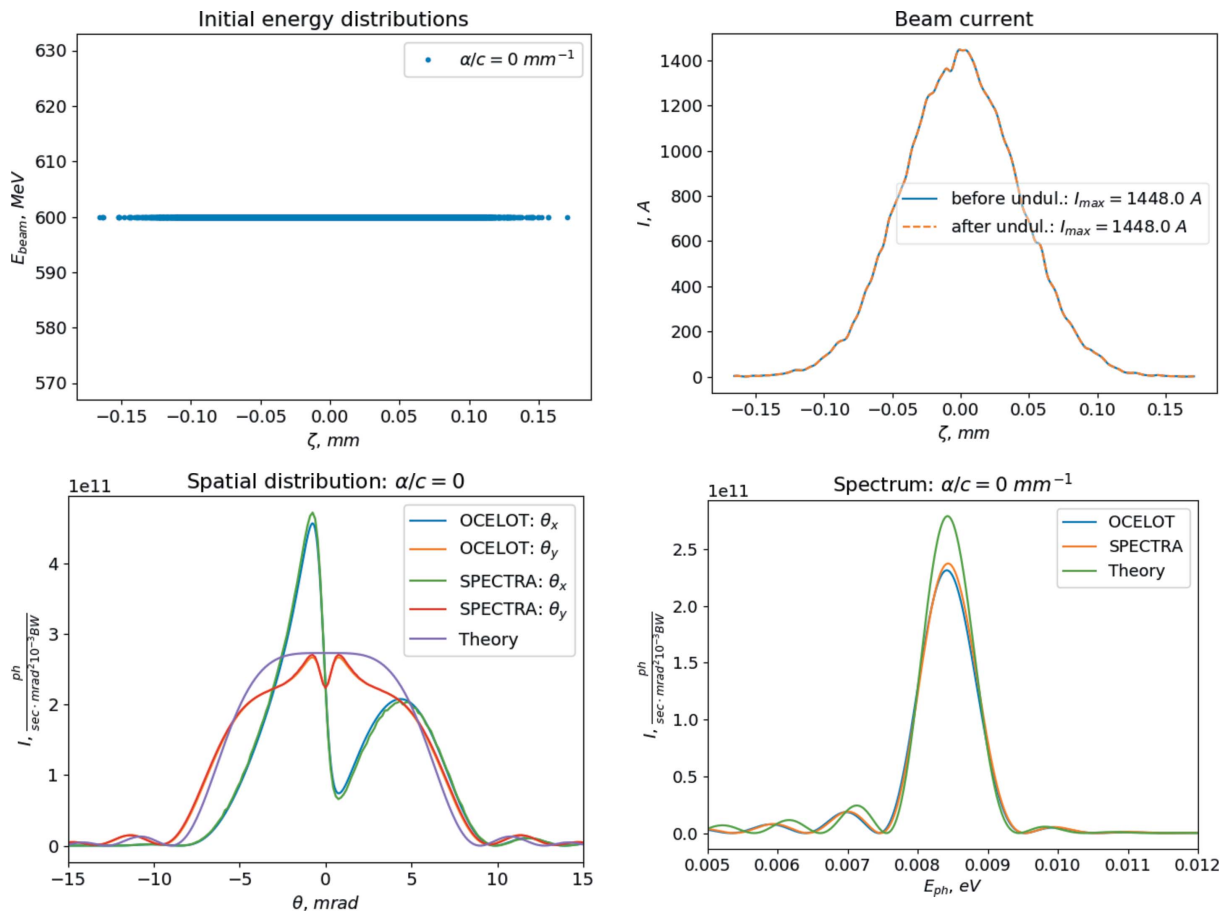 Initial energy distributions
α/c = 0 mm⁻¹
630
620
610
600
590
580
570
E_beam, MeV
−0.15 −0.10 −0.05 0.00 0.05 0.10 0.15
ζ, mm
Beam current
1400
1200
1000
800
600
400
200
0
I, A
before undul.: I_max = 1448.0 A
after undul.: I_max = 1448.0 A
−0.15 −0.10 −0.05 0.00 0.05 0.10 0.15
ζ, mm
Spatial distribution: α/c = 0
1e11
OCELOT: θ_x
OCELOT: θ_y
SPECTRA: θ_x
SPECTRA: θ_y
Theory
4
3
2
1
0
I, ph / sec · mrad²10⁻³BW
−15 −10 −5 0 5 10 15
θ, mrad
Spectrum: α/c = 0 mm⁻¹
1e11
OCELOT
SPECTRA
Theory
2.5
2.0
1.5
1.0
0.5
0.0
I, ph / sec · mrad²10⁻³BW
0.005 0.006 0.007 0.008 0.009 0.010 0.011 0.012
E_ph, eV